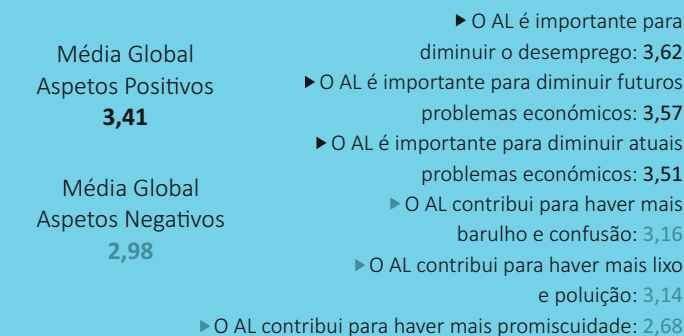 Média Global
Aspetos Positivos
3,41
Média Global
Aspetos Negativos
2,98
▶ O AL é importante para
diminuir o desemprego: 3,62
▶ O AL é importante para diminuir futuros
problemas económicos: 3,57
▶ O AL é importante para diminuir atuais
problemas económicos: 3,51
▶ O AL contribui para haver mais
barulho e confusão: 3,16
▶ O AL contribui para haver mais lixo
e poluição: 3,14
▶ O AL contribui para haver mais promiscuidade: 2,68